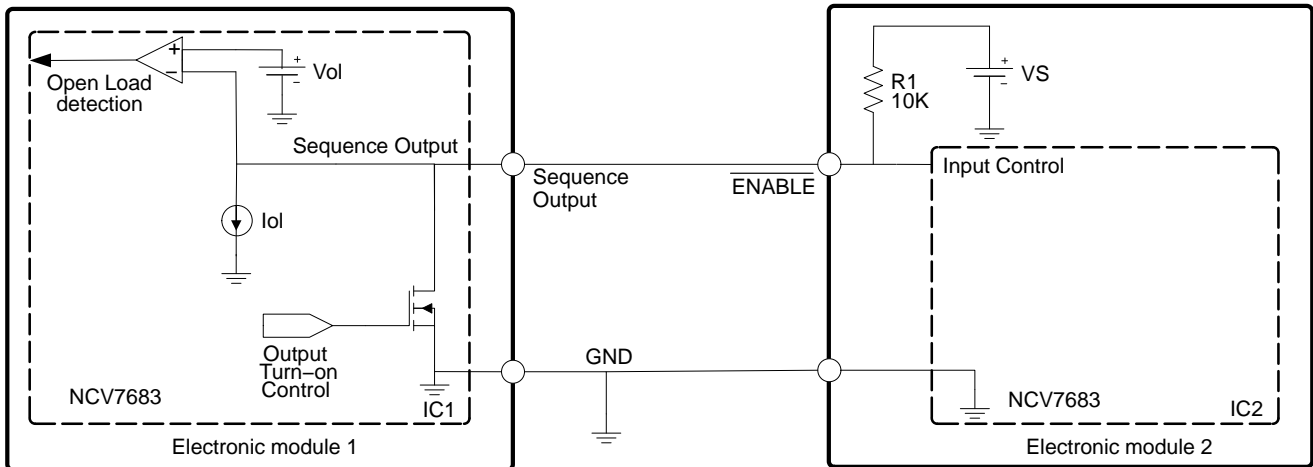 +
−
Open Load
detection
+
−
Vol
Sequence Output
Iol
Output
Turn−on
Control
NCV7683
IC1
Electronic module 1
Sequence
Output
ENABLE
GND
R1
10K
+
−
VS
Input Control
NCV7683
IC2
Electronic module 2